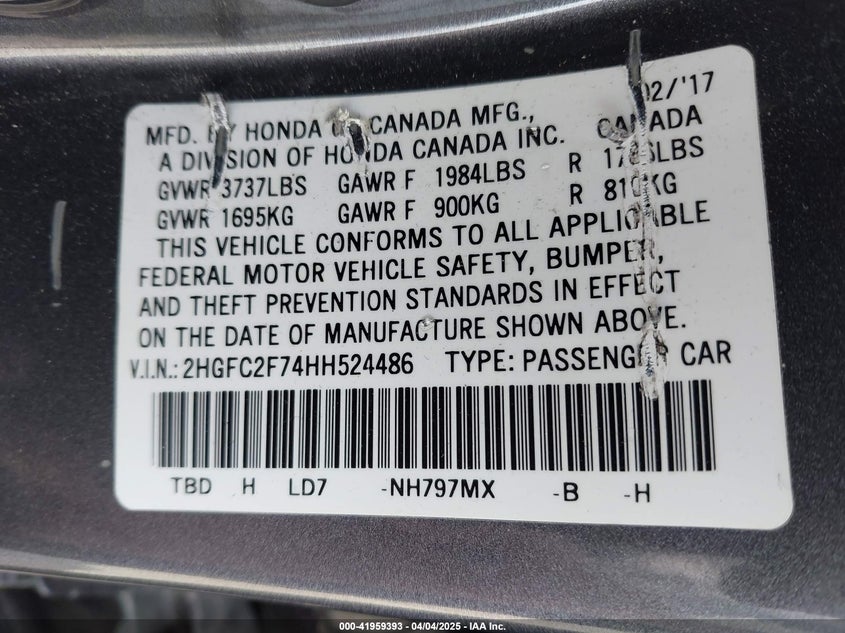 02/'17
MFD. BY HONDA OF CANADA MFG., CANADA
A DIVISION OF HONDA CANADA INC.
GVWR 3737LBS GAWR F 1984LBS R
GVWR 1695KG GAWR F 900KG R 810KG
THIS VEHICLE CONFORMS TO ALL APPLICABLE
FEDERAL MOTOR VEHICLE SAFETY, BUMPER,
AND THEFT PREVENTION STANDARDS IN EFFECT
ON THE DATE OF MANUFACTURE SHOWN ABOVE.
V.I.N.: 2HGFC2F74HH524486 TYPE: PASSENGER CAR
TBD H LD7 -NH797MX -B -H
000-41959393 - 04/04/2025 - IAA Inc.